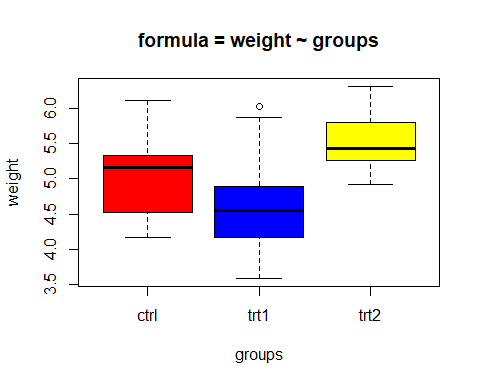 formula = weight ~ groups
weight
6.0
5.5
5.0
4.5
4.0
3.5
ctrl trt1 trt2
groups